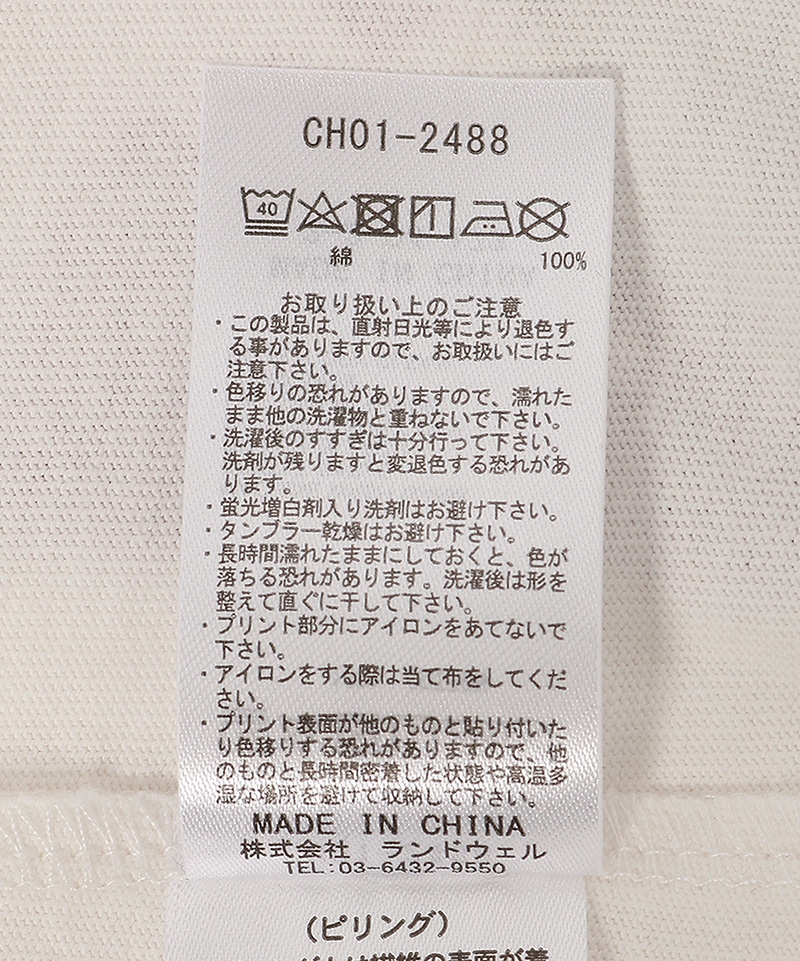 CH01-2488
40
綿 100%
お取り扱い上のご注意
・この製品は、直射日光等により退色す
る事がありますので、お取扱いにはご
注意下さい。
・色移りの恐れがありますので、濡れた
まま他の洗濯物と重ねないで下さい。
・洗濯後のすすぎは十分行って下さい。
洗剤が残りますと変退色する恐れがあ
ります。
・蛍光増白剤入り洗剤はお避け下さい。
・タンブラー乾燥はお避け下さい。
・長時間濡れたままにしておくと、色が
落ちる恐れがあります。洗濯後は形を
整えて直ぐに干して下さい。
・プリント部分にアイロンをあてないで
下さい。
・アイロンをする際は当て布をしてくだ
さい。
・プリント表面が他のものと貼り付いた
り色移りする恐れがありますので、他
のものと長時間密着した状態や高温多
湿な場所を避けて収納して下さい。
MADE IN CHINA
株式会社 ランドウェル
TEL:03-6432-9550
(ピリング)
の表面が着